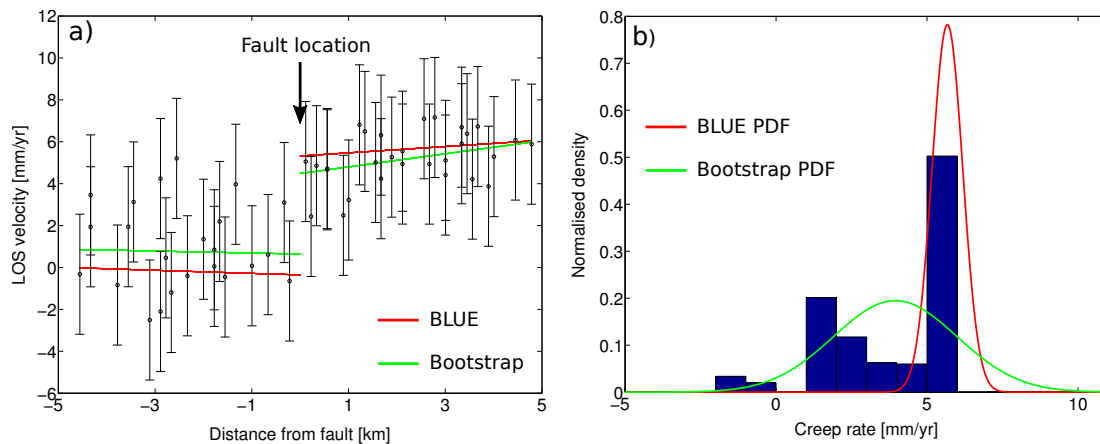 a)
Fault location
12
10
8
6
4
2
0
−2
−4
−6
LOS velocity [mm/yr]
BLUE
Bootstrap
−5
−3
−1
1
3
5
Distance from fault [km]
b)
0.8
0.7
0.6
0.5
0.4
0.3
0.2
0.1
0
Normalised density
BLUE PDF
Bootstrap PDF
−5
0
5
10
Creep rate [mm/yr]